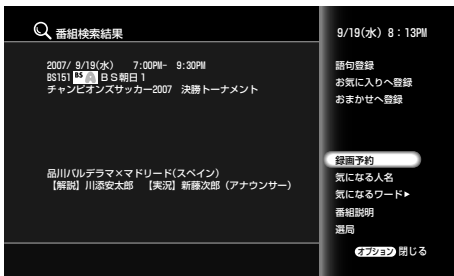 番組検索結果
9/19(水) 8：13PM
2007/ 9/19(水) 7:00PM- 9:30PM
BS151 BS ＢＳ朝日１
チャンピオンズサッカー2007 決勝トーナメント
品川バルデラマ×マドリード(スペイン)
【解説】川添安太郎 【実況】新藤次郎（アナウンサー）
語句登録
お気に入りへ登録
おまかせへ登録
録画予約
気になる人名
気になるワード▶
番組説明
選局
オプション 閉じる